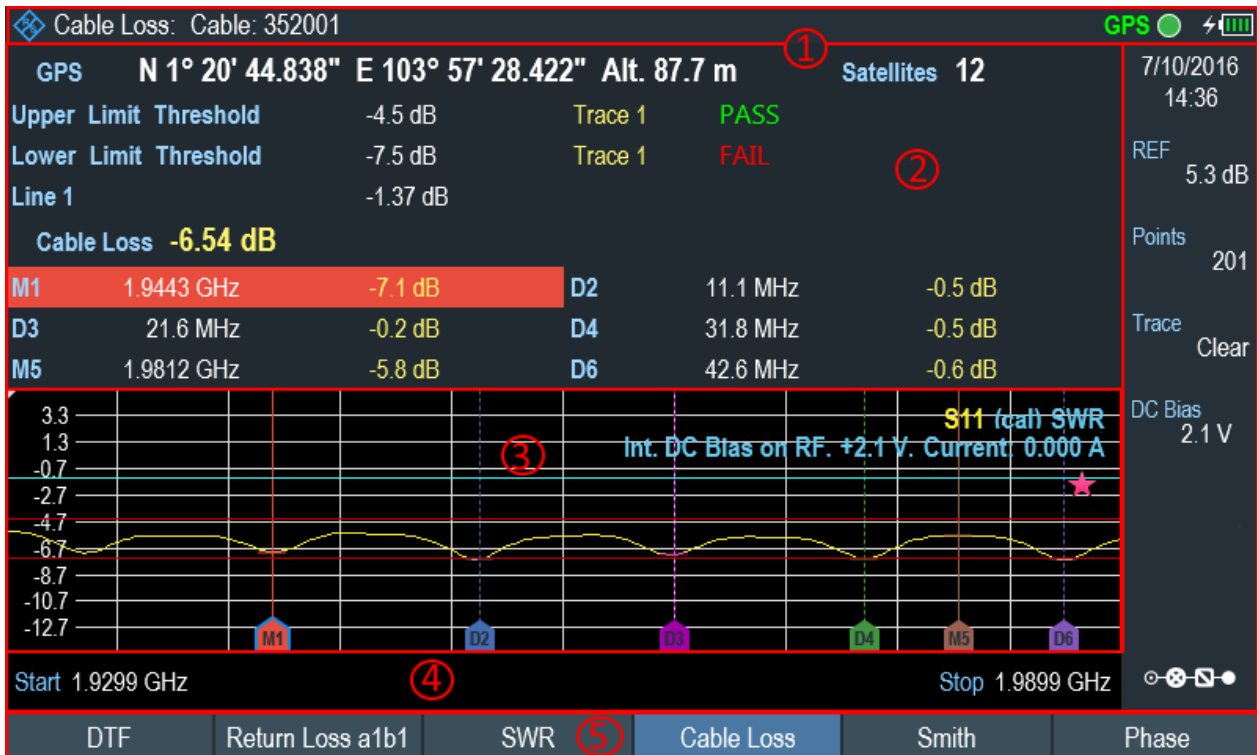 Cable Loss: Cable: 352001 GPS
①
GPS N 1° 20' 44.838" E 103° 57' 28.422" Alt. 87.7 m Satellites 12
7/10/2016
14:36
Upper Limit Threshold -4.5 dB Trace 1 PASS
Lower Limit Threshold -7.5 dB Trace 1 FAIL
②
Line 1 -1.37 dB
Cable Loss -6.54 dB
M1 1.9443 GHz -7.1 dB D2 11.1 MHz -0.5 dB
D3 21.6 MHz -0.2 dB D4 31.8 MHz -0.5 dB
M5 1.9812 GHz -5.8 dB D6 42.6 MHz -0.6 dB
REF
5.3 dB
Points
201
Trace
Clear
DC Bias
2.1 V
3.3
1.3
-0.7
-2.7
-4.7
-6.7
-8.7
-10.7
-12.7
S11 (cal) SWR
Int. DC Bias on RF. +2.1 V. Current: 0.000 A
③
M1 D2 D3 D4 M5 D6
Start 1.9299 GHz ④ Stop 1.9899 GHz
DTF Return Loss a1b1 SWR ⑤ Cable Loss Smith Phase